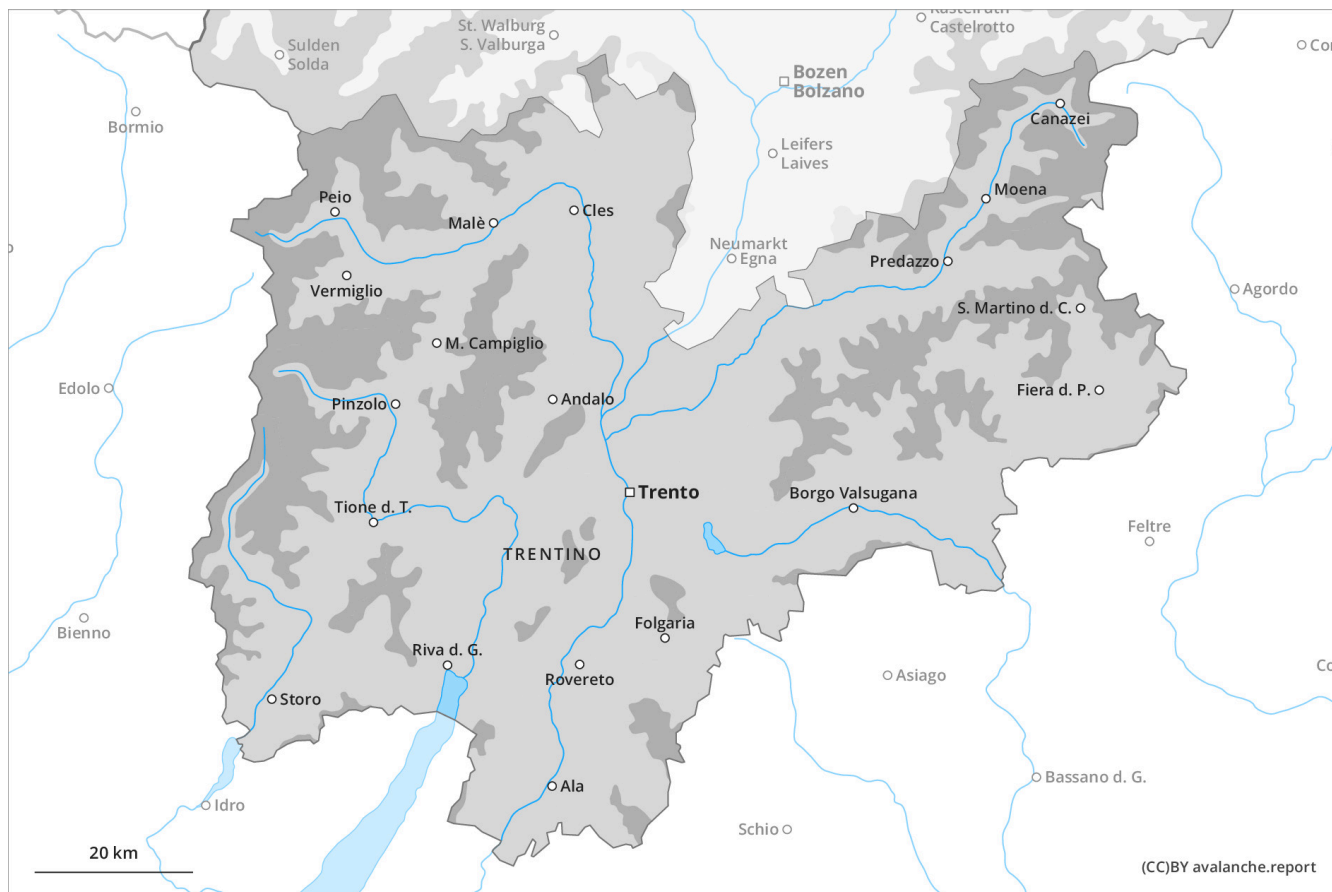 Kastelruth
Castelrotto
St. Walburg
S. Valburga
Sulden
Solda
Bozen
Bolzano
Bormio
Canazei
Leifers
Laives
Peio
Malè
Cles
Moena
Neumarkt
Egna
Predazzo
Vermiglio
Agordo
S. Martino d. C.
M. Campiglio
Edolo
Pinzolo
Andalo
Fiera d. P.
Trento
Borgo Valsugana
Tione d. T.
Feltre
TRENTINO
Bienno
Folgaria
Riva d. G.
Rovereto
Asiago
Storo
Ala
Bassano d. G.
Idro
Schio
20 km
(CC)BY avalanche.report